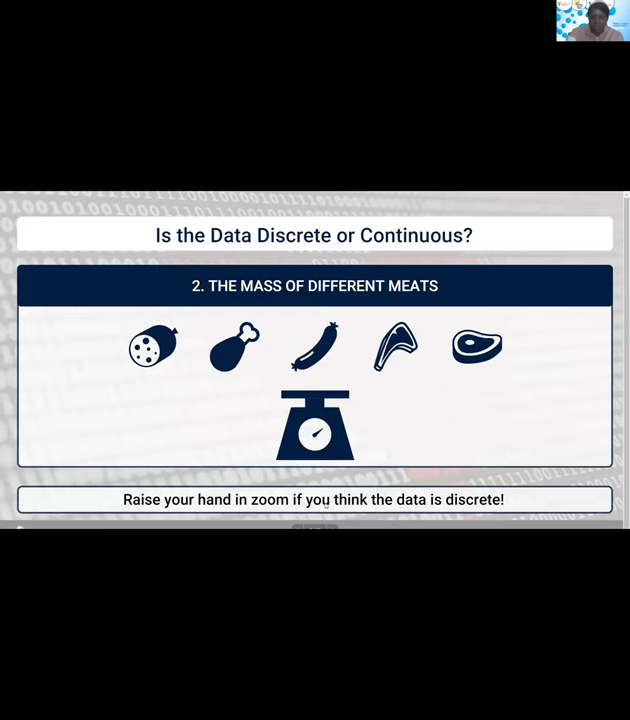 Is the Data Discrete or Continuous?
2. THE MASS OF DIFFERENT MEATS
Raise your hand in zoom if you think the data is discrete!